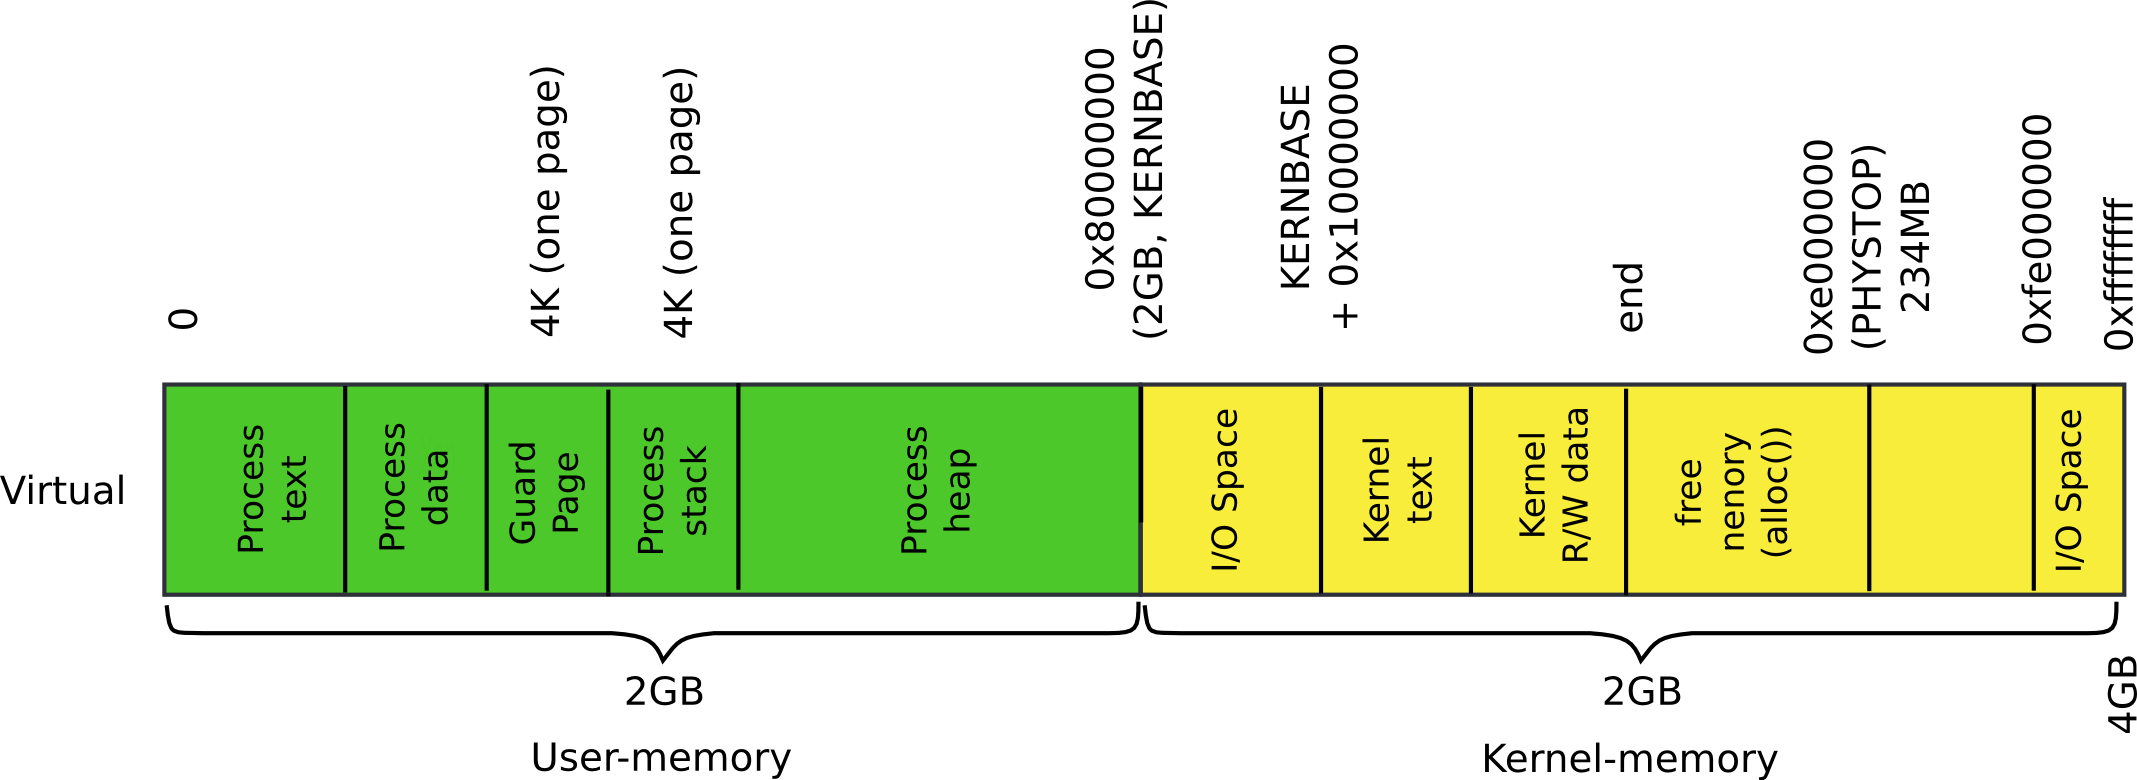 0
4K (one page)
4K (one page)
0x80000000
(2GB, KERNBASE)
KERNBASE
+ 0x10000000
end
0xe000000
(PHYSTOP)
234MB
0xfe000000
0xffffffff
Virtual
Process
text
Process
data
Guard
Page
Process
stack
Process
heap
I/O Space
Kernel
text
Kernel
R/W data
free
nenory
(alloc())
I/O Space
2GB
2GB
4GB
User-memory
Kernel-memory